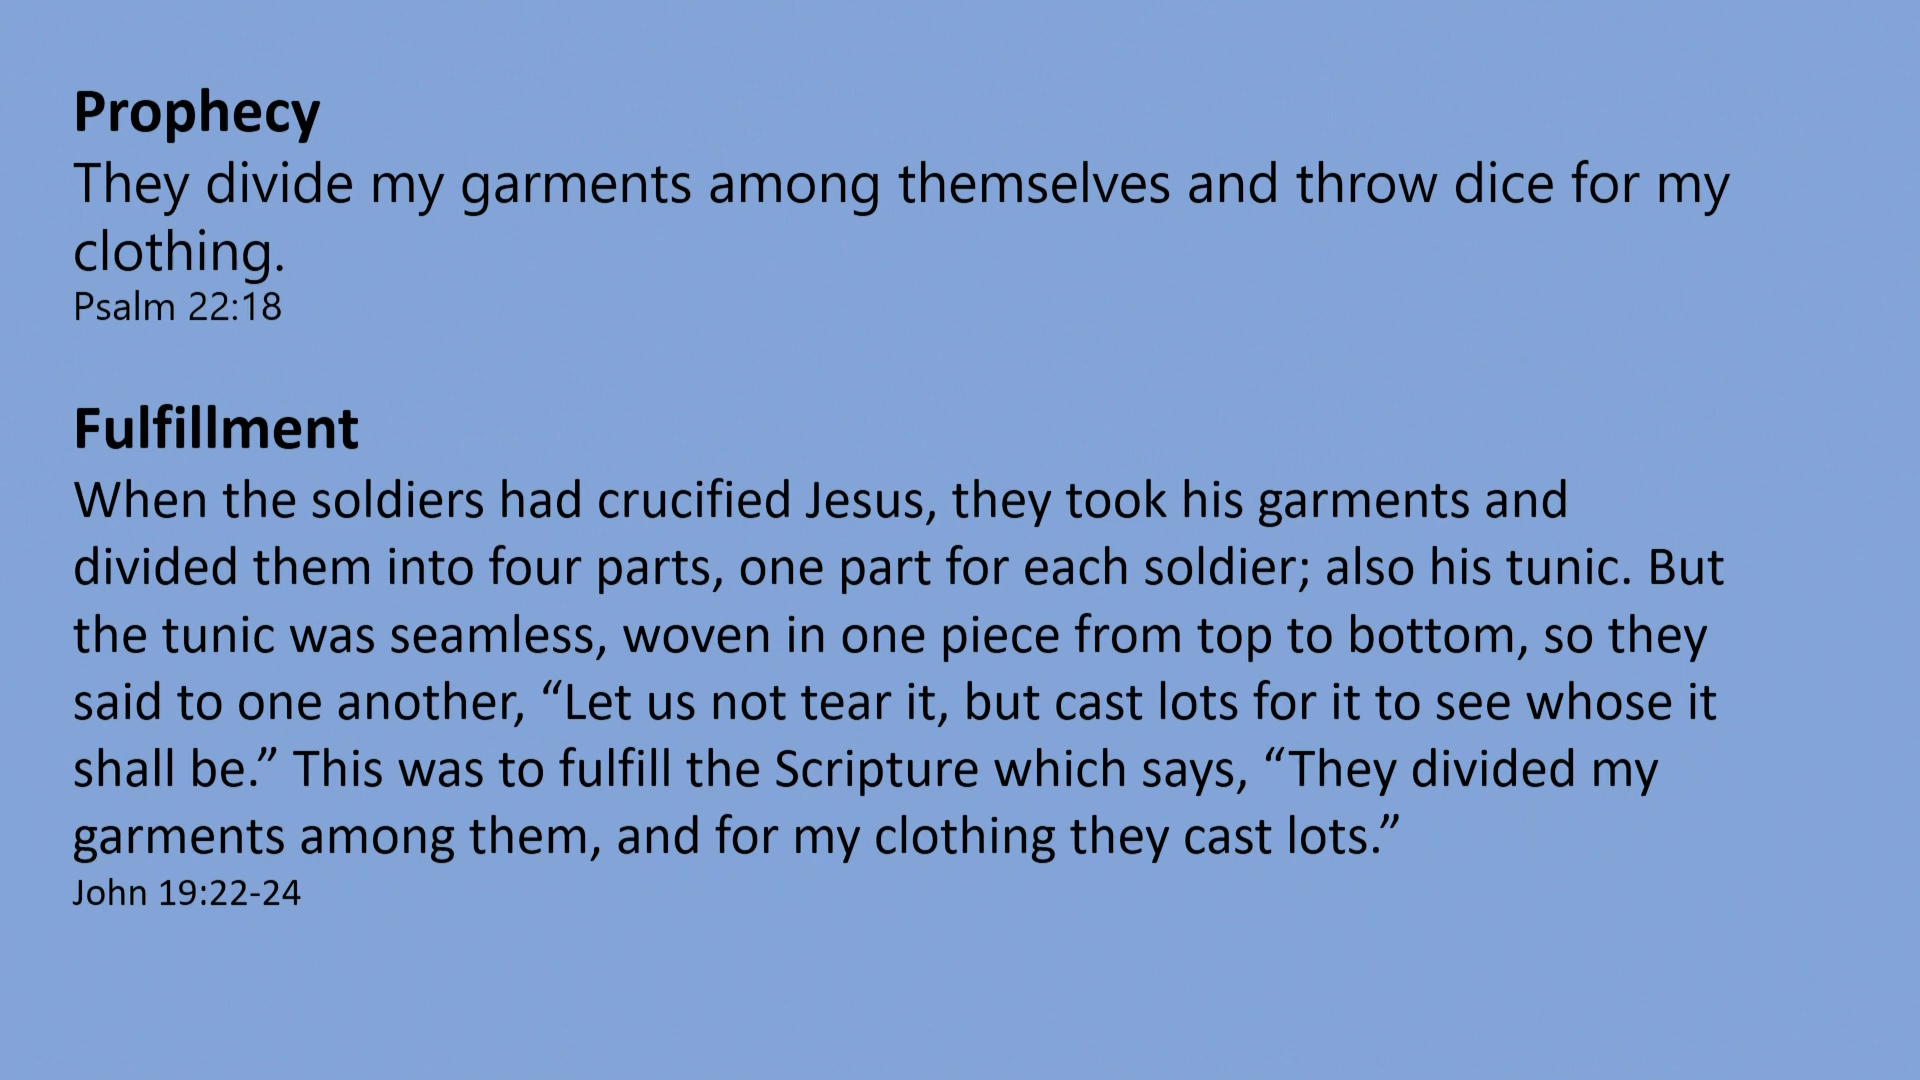 Prophecy
They divide my garments among themselves and throw dice for my
clothing.
Psalm 22:18
Fulfillment
When the soldiers had crucified Jesus, they took his garments and
divided them into four parts, one part for each soldier; also his tunic. But
the tunic was seamless, woven in one piece from top to bottom, so they
said to one another, “Let us not tear it, but cast lots for it to see whose it
shall be.” This was to fulfill the Scripture which says, “They divided my
garments among them, and for my clothing they cast lots.”
John 19:22-24